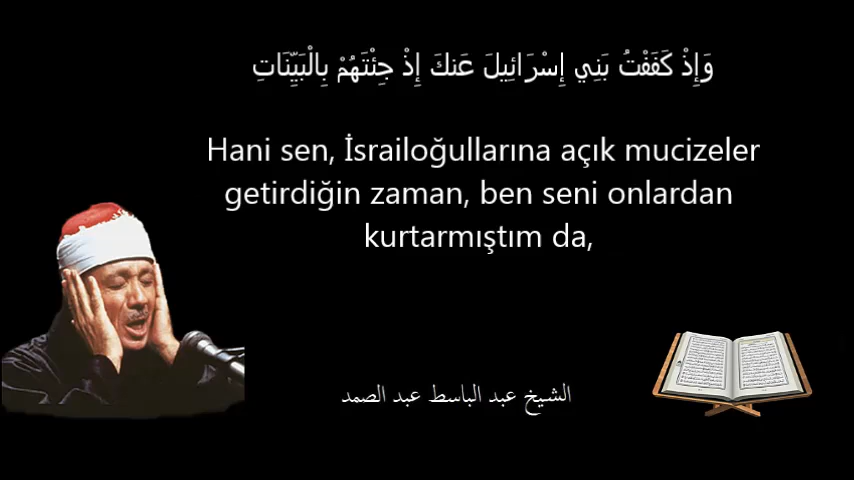 وَإِذْ كَفَفْتُ بَنِي إِسْرَائِيلَ عَنكَ إِذْ جِئْتَهُمْ بِالْبَيِّنَاتِ
Hani sen, İsrailoğullarına açık mucizeler
getirdiğin zaman, ben seni onlardan
kurtarmıştım da,
الشيخ عبد الباسط عبد الصمد